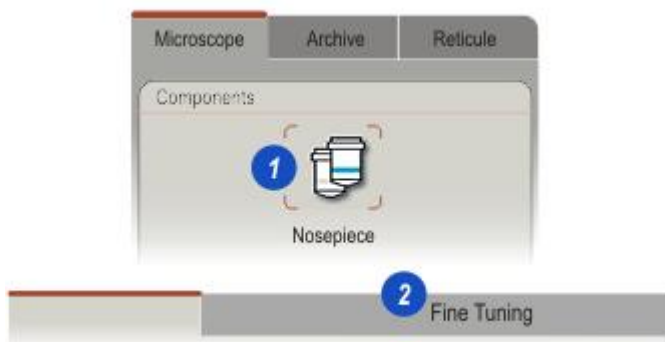 Microscope Archive Reticule
Components
1
Nosepiece
2
Fine Tuning